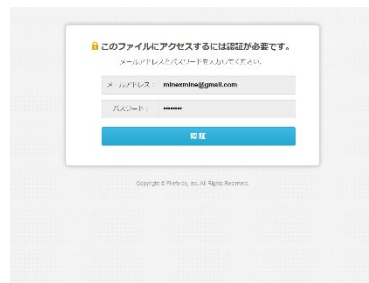 このファイルにアクセスするには認証が必要です。
メールアドレスとパスワードを入力してください。
メールアドレス： minexmine@gmail.com
パスワード： ••••••••
認証
Copyright © Fileforce, Inc. All Rights Reserved.